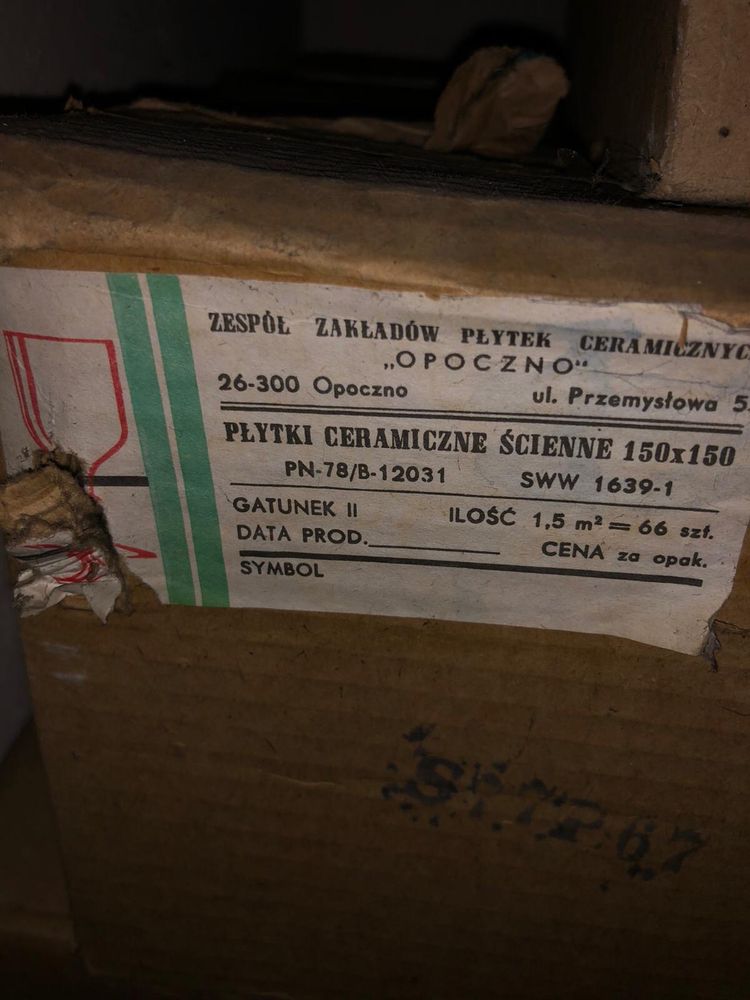 ZESPÓŁ ZAKŁADÓW PŁYTEK CERAMICZNYC
„OPOCZNO"
26-300 Opoczno ul. Przemysłowa 5
PŁYTKI CERAMICZNE ŚCIENNE 150x150
PN-78/B-12031 SWW 1639-1
GATUNEK II ILOŚĆ 1,5 m² = 66 szt.
DATA PROD. CENA za opak.
SYMBOL